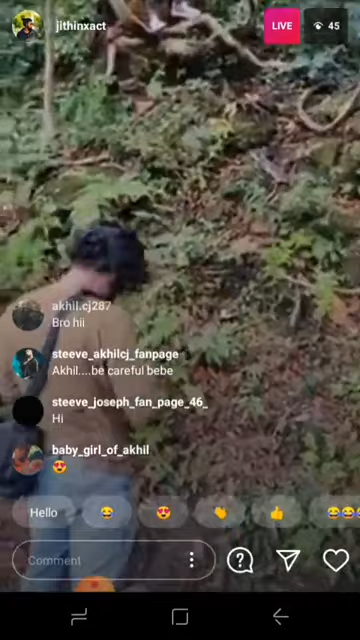 jithinxact
LIVE
45
akhil.cj287
Bro hii
steeve_akhilcj_fanpage
Akhil....be careful bebe
steeve_joseph_fan_page_46_
Hi
baby_girl_of_akhil
😍
Hello 😂 😍 👏 👍 😂😂😂
Comment